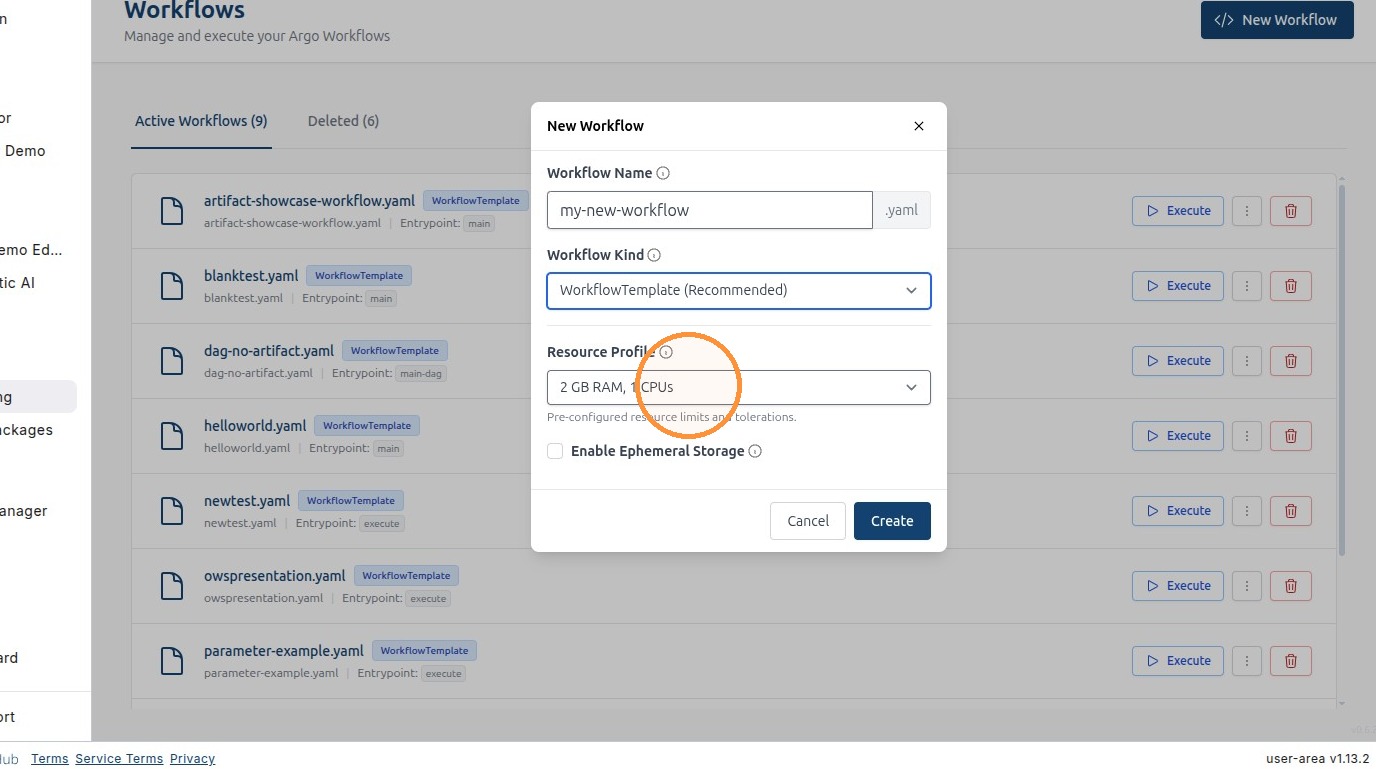 Workflows
Manage and execute your Argo Workflows
New Workflow
Active Workflows (9)
Deleted (6)
n
or
Demo
emo Ed...
tic AI
ng
ackages
anager
ard
ort
artifact-showcase-workflow.yaml WorkflowTemplate
artifact-showcase-workflow.yaml | Entrypoint: main
Execute
blanktest.yaml WorkflowTemplate
blanktest.yaml | Entrypoint: main
Execute
dag-no-artifact.yaml WorkflowTemplate
dag-no-artifact.yaml | Entrypoint: main-dag
Execute
helloworld.yaml WorkflowTemplate
helloworld.yaml | Entrypoint: main
Execute
newtest.yaml WorkflowTemplate
newtest.yaml | Entrypoint: execute
Execute
owspresentation.yaml WorkflowTemplate
owspresentation.yaml | Entrypoint: execute
Execute
parameter-example.yaml WorkflowTemplate
parameter-example.yaml | Entrypoint: execute
Execute
New Workflow
Workflow Name
my-new-workflow .yaml
Workflow Kind
WorkflowTemplate (Recommended)
Resource Profile
2 GB RAM, 1 CPUs
Pre-configured resource limits and tolerations.
Enable Ephemeral Storage
Cancel Create
Hub Terms Service Terms Privacy
user-area v1.13.2